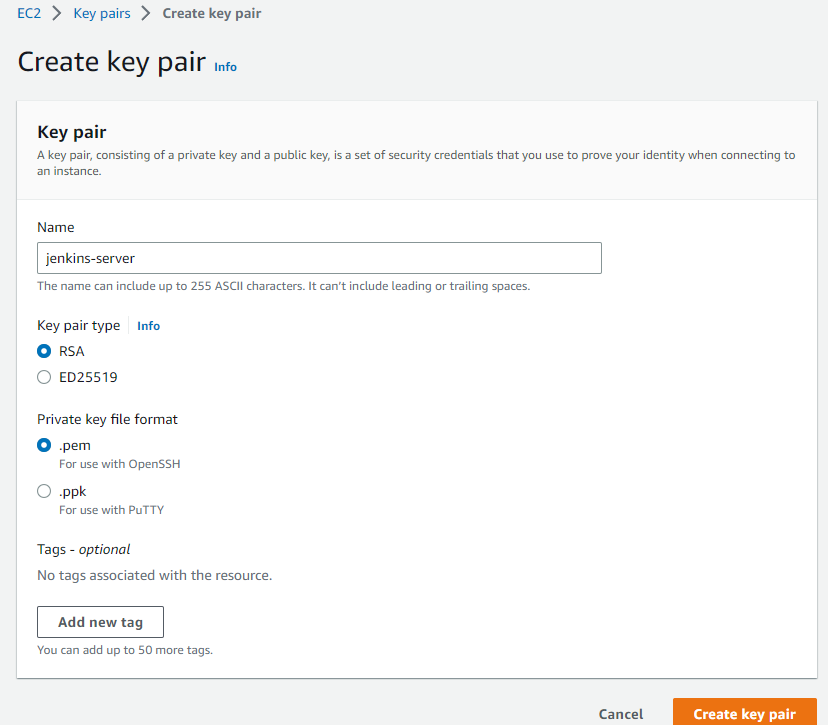 EC2 > Key pairs > Create key pair
Create key pair Info
Key pair
A key pair, consisting of a private key and a public key, is a set of security credentials that you use to prove your identity when connecting to
an instance.
Name
jenkins-server
The name can include up to 255 ASCII characters. It can't include leading or trailing spaces.
Key pair type Info
RSA
ED25519
Private key file format
.pem
For use with OpenSSH
.ppk
For use with PuTTY
Tags - optional
No tags associated with the resource.
Add new tag
You can add up to 50 more tags.
Cancel Create key pair